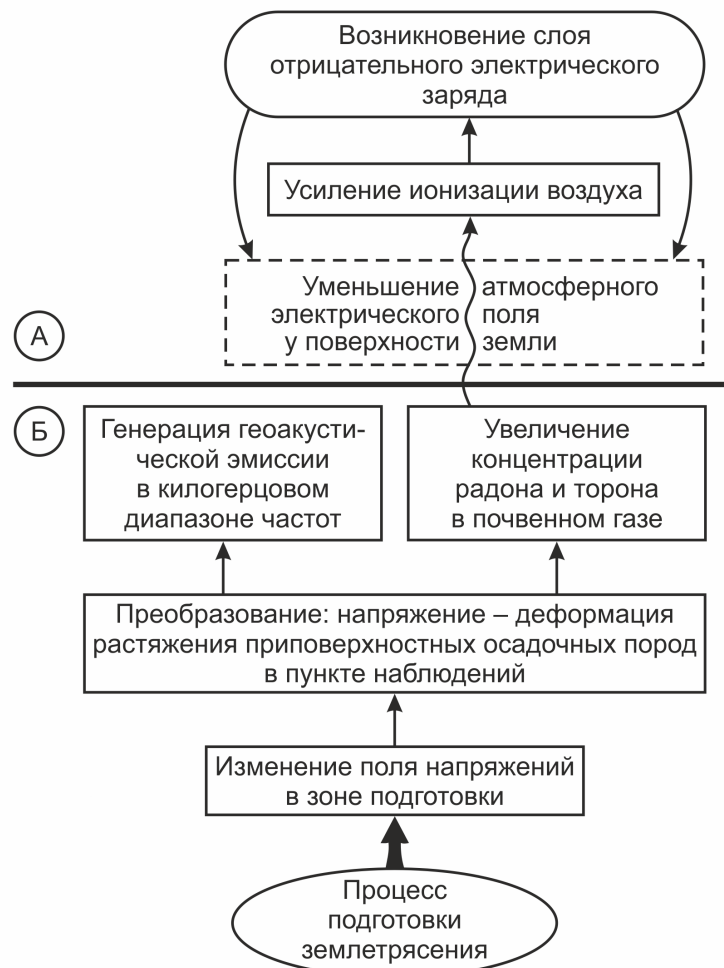 Возникновение слоя
отрицательного электрического
заряда
Усиление ионизации воздуха
Уменьшение атмосферного
электрического поля
у поверхности земли
А
Б
Генерация геоакусти-
ческой эмиссии
в килогерцовом
диапазоне частот
Увеличение
концентрации
радона и торона
в почвенном газе
Преобразование: напряжение – деформация
растяжения приповерхностных осадочных пород
в пункте наблюдений
Изменение поля напряжений
в зоне подготовки
Процесс
подготовки
землетрясения